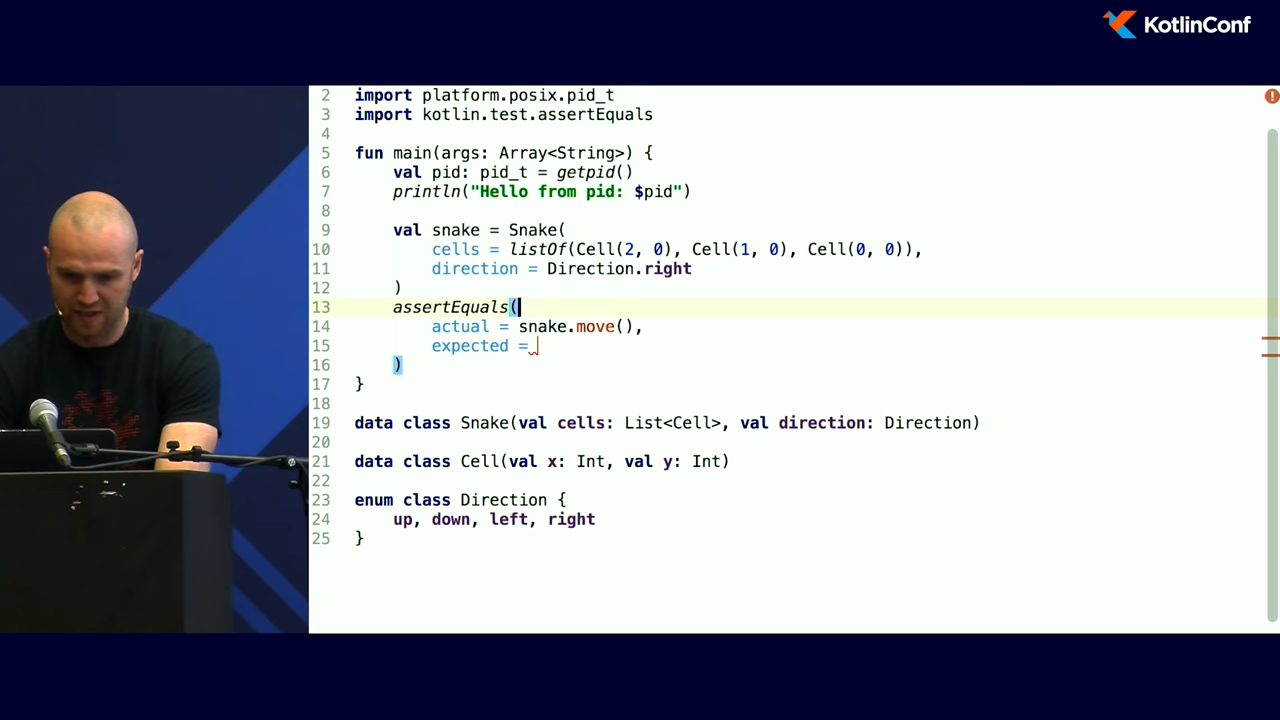 KotlinConf
2 import platform.posix.pid_t
3 import kotlin.test.assertEquals
4
5 fun main(args: Array<String>) {
6 val pid: pid_t = getpid()
7 println("Hello from pid: $pid")
8
9 val snake = Snake(
10 cells = listOf(Cell(2, 0), Cell(1, 0), Cell(0, 0)),
11 direction = Direction.right
12 )
13 assertEquals(
14 actual = snake.move(),
15 expected =
16 )
17 }
18
19 data class Snake(val cells: List<Cell>, val direction: Direction)
20
21 data class Cell(val x: Int, val y: Int)
22
23 enum class Direction {
24 up, down, left, right
25 }